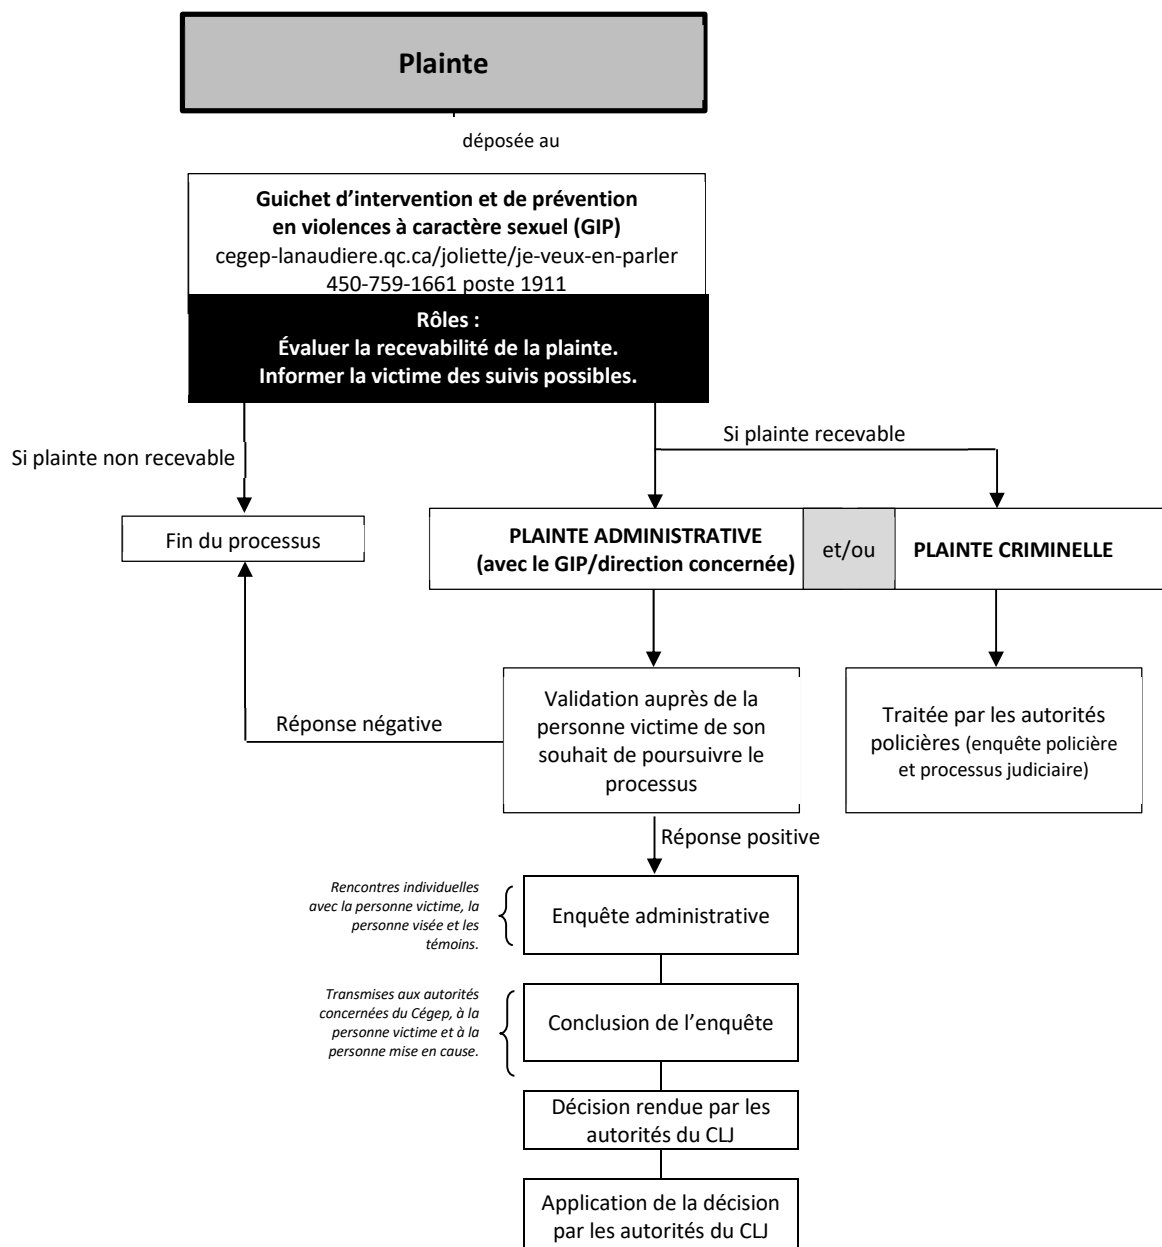 Plainte
déposée au
Guichet d’intervention et de prévention
en violences à caractère sexuel (GIP)
cegep-lanaudiere.qc.ca/joliette/je-veux-en-parler
450-759-1661 poste 1911
Rôles :
Évaluer la recevabilité de la plainte.
Informer la victime des suivis possibles.
Si plainte non recevable
Si plainte recevable
Fin du processus
PLAINTE ADMINISTRATIVE
(avec le GIP/direction concernée)
et/ou
PLAINTE CRIMINELLE
Validation auprès de la
personne victime de son
souhait de poursuivre le
processus
Réponse négative
Traitée par les autorités
policières (enquête policière
et processus judiciaire)
Réponse positive
Rencontres individuelles
avec la personne victime, la
personne visée et les
témoins.
Enquête administrative
Transmises aux autorités
concernées du Cégep, à la
personne victime et à la
personne mise en cause.
Conclusion de l’enquête
Décision rendue par les
autorités du CLJ
Application de la décision
par les autorités du CLJ